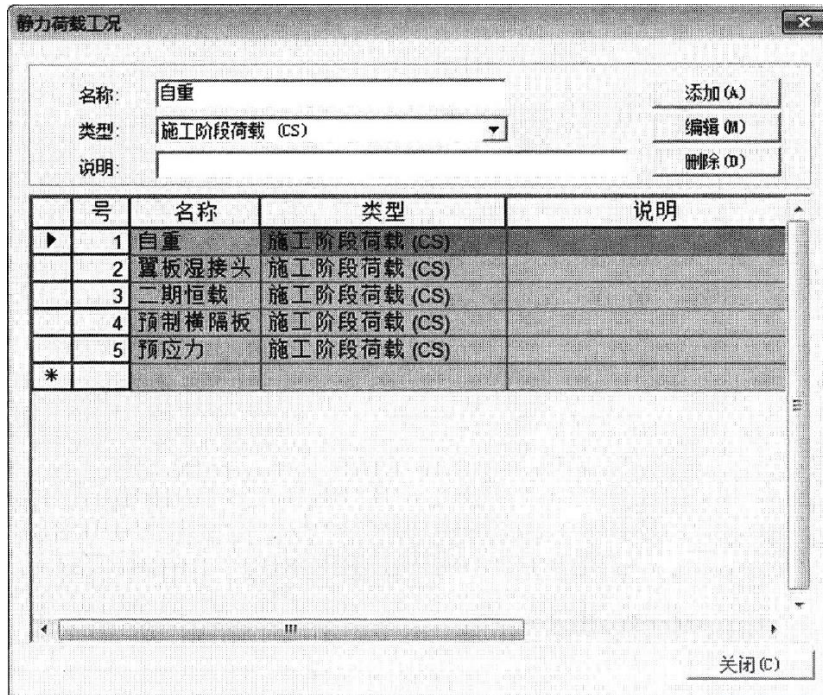 静力荷载工况
名称: 自重 添加(A)
类型: 施工阶段荷载 (CS) 编辑(M)
说明: 删除(D)
号 名称 类型 说明
1 自重 施工阶段荷载 (CS)
2 翼板湿接头 施工阶段荷载 (CS)
3 二期恒载 施工阶段荷载 (CS)
4 预制横隔板 施工阶段荷载 (CS)
5 预应力 施工阶段荷载 (CS)
*
关闭(C)